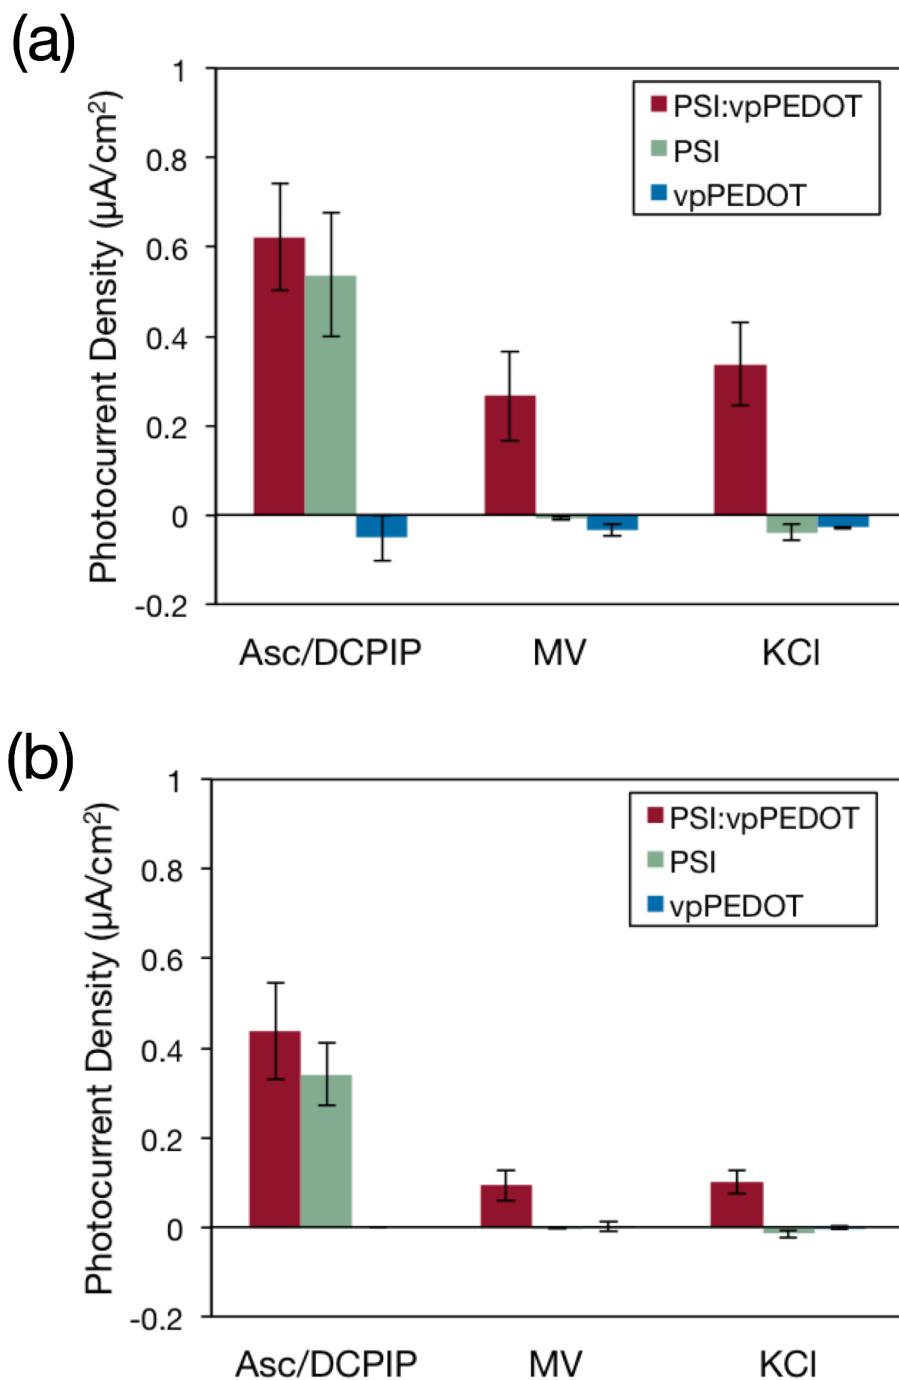 (a)
Photocurrent Density (µA/cm²)
1
0.8
0.6
0.4
0.2
0
-0.2
PSI:vpPEDOT
PSI
vpPEDOT
Asc/DCPIP MV KCl
(b)
Photocurrent Density (µA/cm²)
1
0.8
0.6
0.4
0.2
0
-0.2
PSI:vpPEDOT
PSI
vpPEDOT
Asc/DCPIP MV KCl